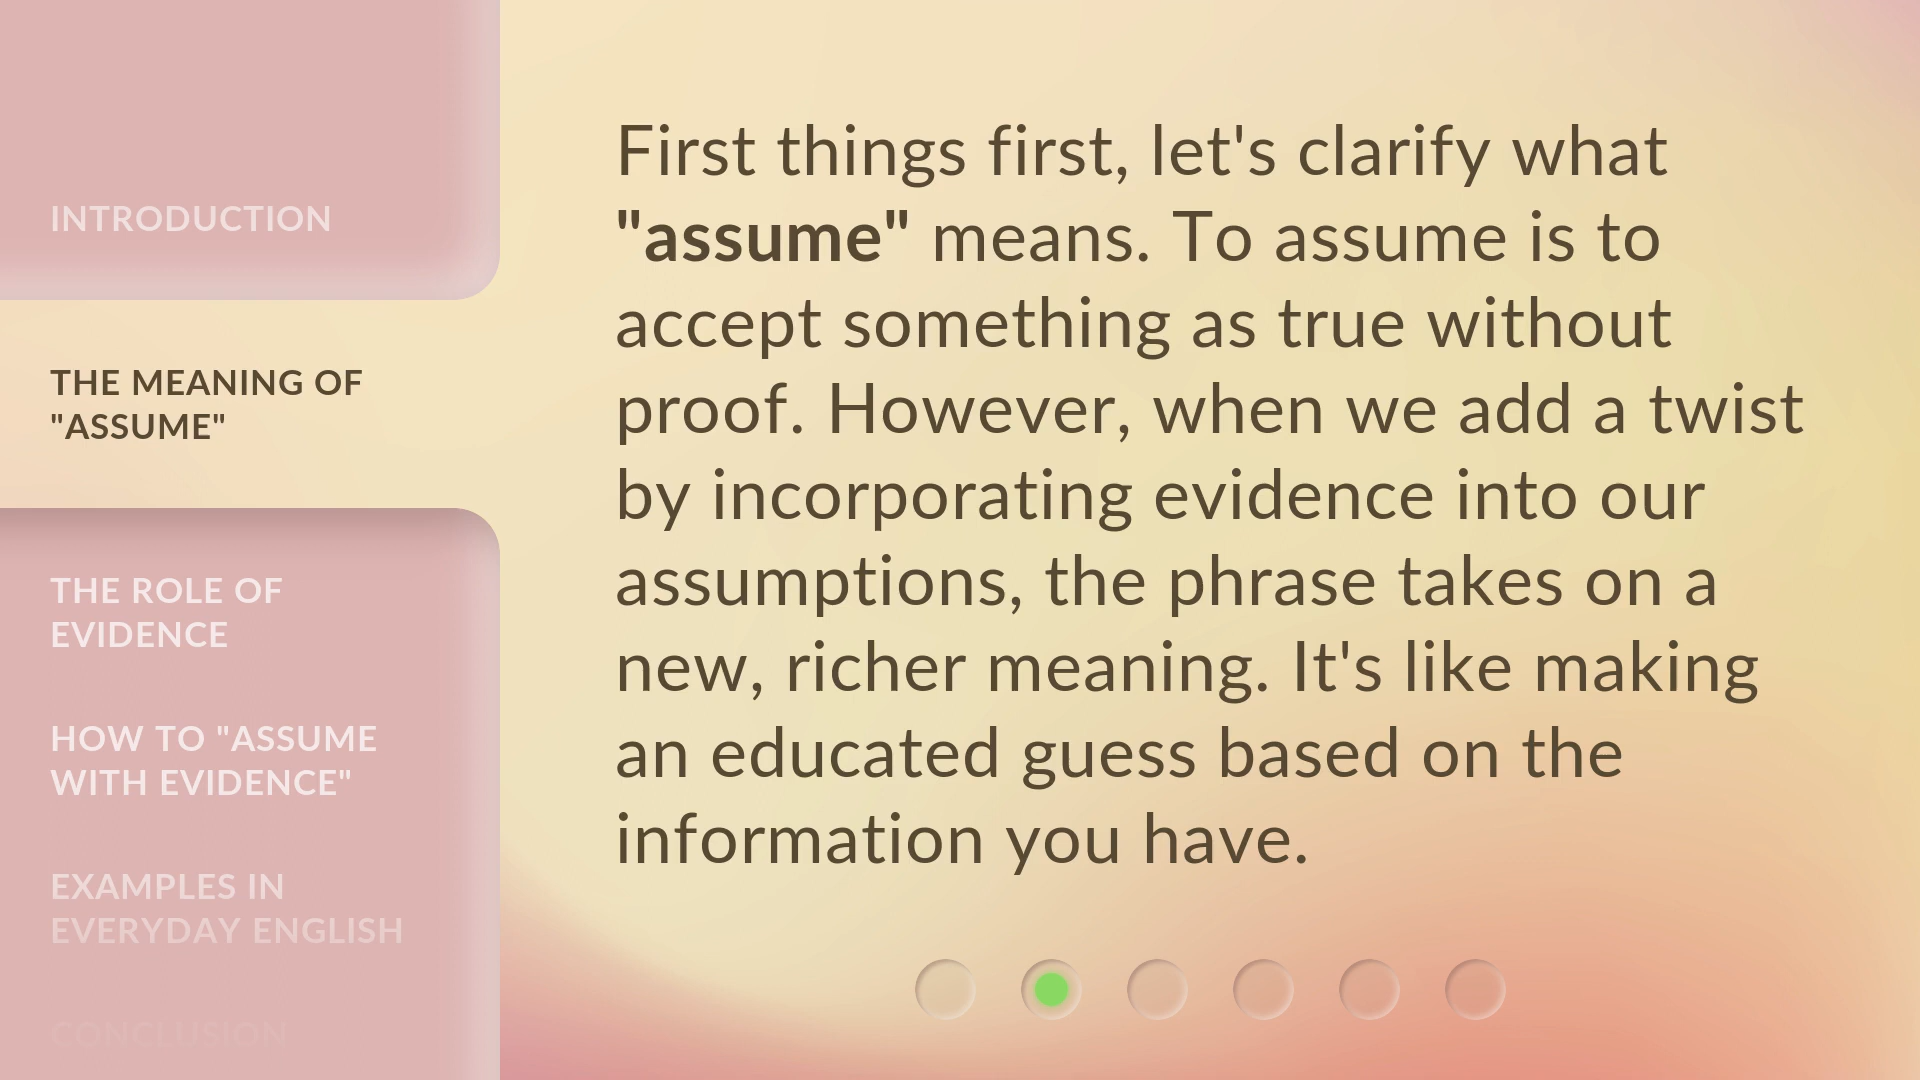 INTRODUCTION
THE MEANING OF
"ASSUME"
THE ROLE OF
EVIDENCE
HOW TO "ASSUME
WITH EVIDENCE"
EXAMPLES IN
EVERYDAY ENGLISH
CONCLUSION
First things first, let's clarify what
"assume" means. To assume is to
accept something as true without
proof. However, when we add a twist
by incorporating evidence into our
assumptions, the phrase takes on a
new, richer meaning. It's like making
an educated guess based on the
information you have.